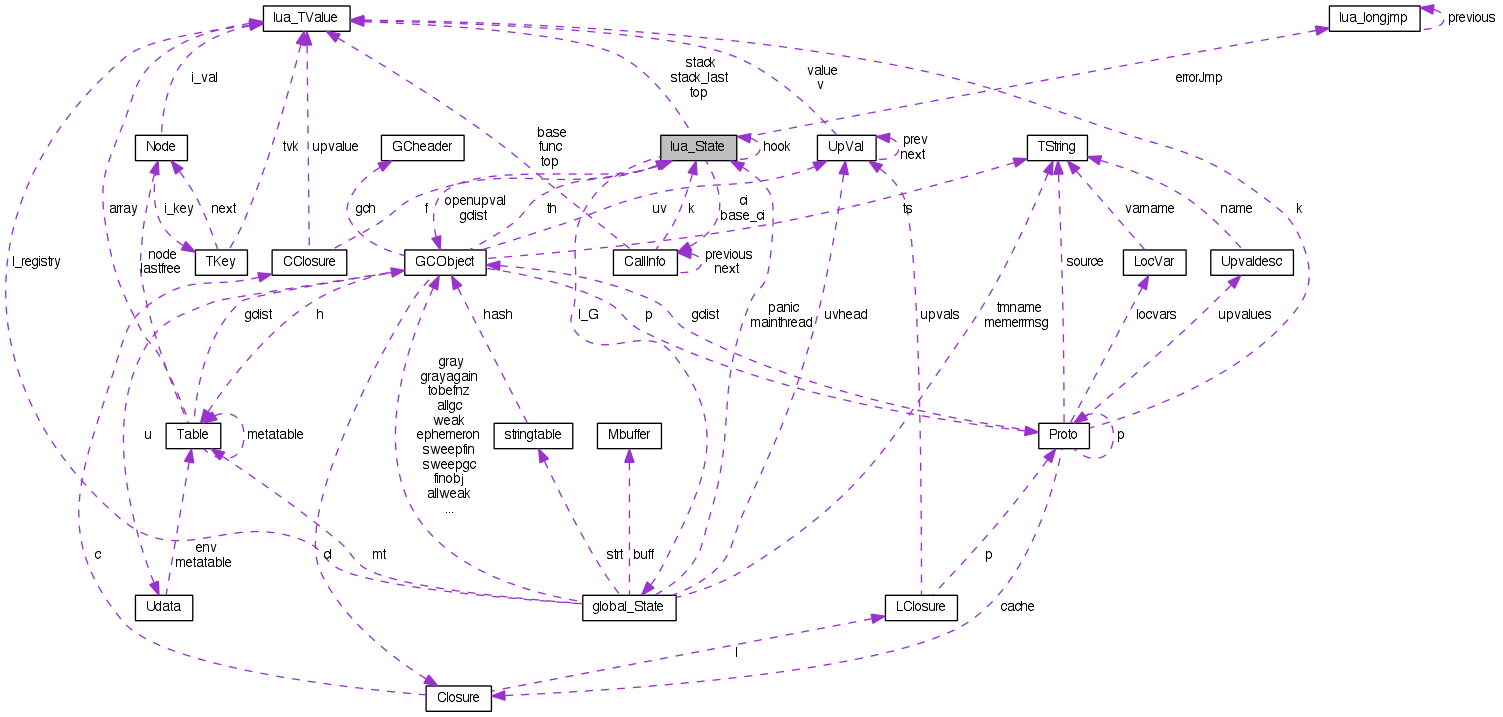 lua_TValue
lua_longjmp
previous
i_val
stack
stack_last
top
value
v
errorJmp
Node
GCheader
lua_State
hook
UpVal
prev
next
TString
base
func
top
tvk
upvalue
array
i_key
next
gch
f
openupval
gclist
th
uv
k
ci
base_ci
ts
varname
name
k
l_registry
node
lastfree
TKey
CClosure
GCObject
CallInfo
previous
next
source
LocVar
Upvaldesc
gclist
h
hash
l_G
p
gclist
panic
mainthread
uvhead
upvals
tmname
memerrmsg
locvars
upvalues
gray
grayagain
tobefnz
allgc
weak
ephemeron
sweepfin
sweepgc
finobj
allweak
...
u
Table
metatable
stringtable
Mbuffer
Proto
p
c
env
metatable
cl
mt
strt
buff
p
cache
Udata
global_State
LClosure
l
Closure